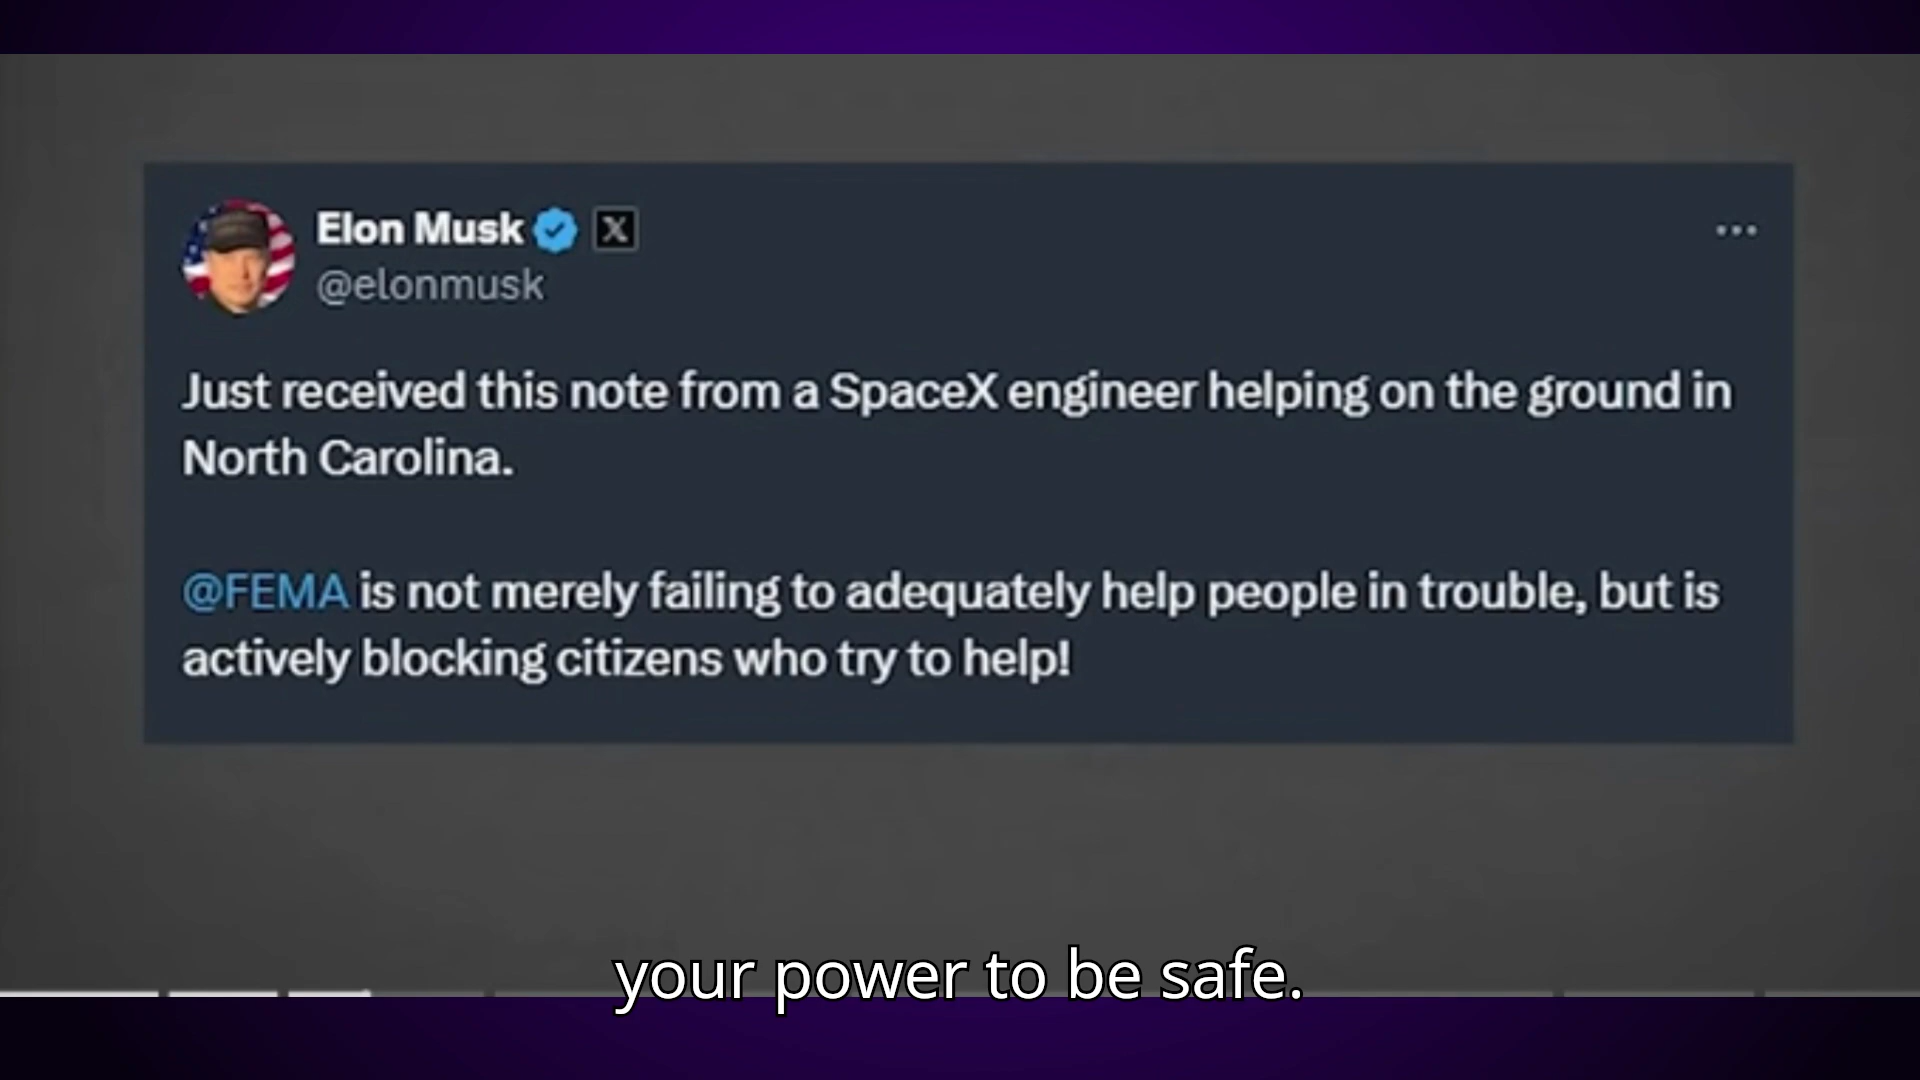 Elon Musk
@elonmusk
Just received this note from a SpaceX engineer helping on the ground in
North Carolina.
@FEMA is not merely failing to adequately help people in trouble, but is
actively blocking citizens who try to help!
your power to be safe.